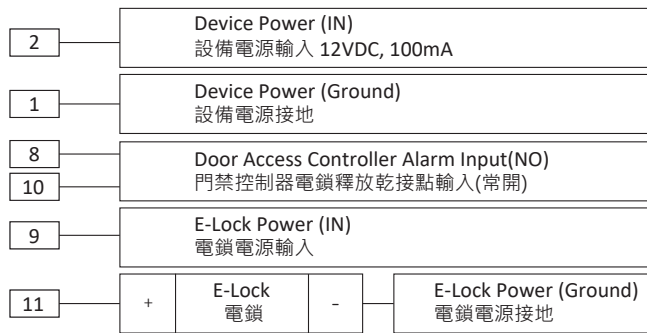 2
Device Power (IN)
設備電源輸入 12VDC, 100mA
1
Device Power (Ground)
設備電源接地
8
10
Door Access Controller Alarm Input(NO)
門禁控制器電鎖釋放乾接點輸入(常開)
9
E-Lock Power (IN)
電鎖電源輸入
11
+
E-Lock
電鎖
-
E-Lock Power (Ground)
電鎖電源接地